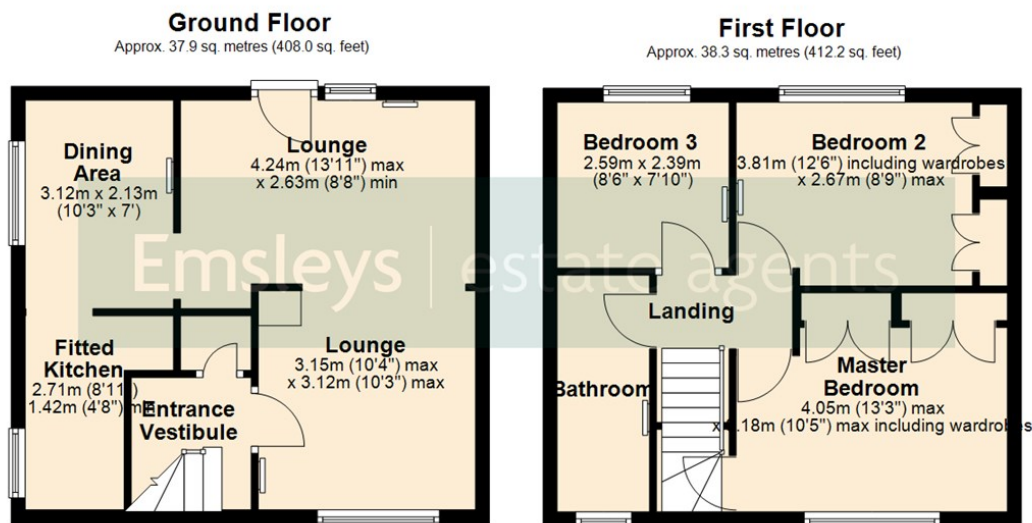 Ground Floor
Approx. 37.9 sq. metres (408.0 sq. feet)
Dining
Area
3.12m x 2.13m
(10'3" x 7')
Lounge
4.24m (13'11") max
x 2.63m (8'8") min
Fitted
Kitchen
2.71m (8'11")
1.42m (4'8")
Entrance
Vestibule
Lounge
3.15m (10'4") max
x 3.12m (10'3") max
First Floor
Approx. 38.3 sq. metres (412.2 sq. feet)
Bedroom 3
2.59m x 2.39m
(8'6" x 7'10")
Bedroom 2
3.81m (12'6") including wardrobes
x 2.67m (8'9") max
Landing
Bathroom
Master
Bedroom
4.05m (13'3") max
x .18m (10'5") max including wardrobes
Emsleys | estate agents